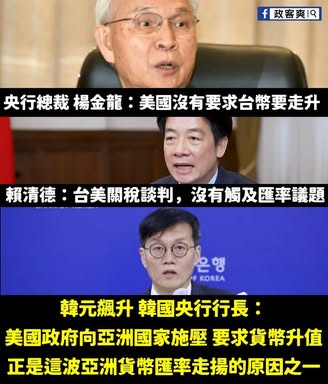 政客爽
央行總裁 楊金龍：美國沒有要求台幣要走升
賴清德：台美關稅談判，沒有觸及匯率議題
은행
韓元飆升 韓國央行行長：
美國政府向亞洲國家施壓 要求貨幣升值
正是這波亞洲貨幣匯率走揚的原因之一